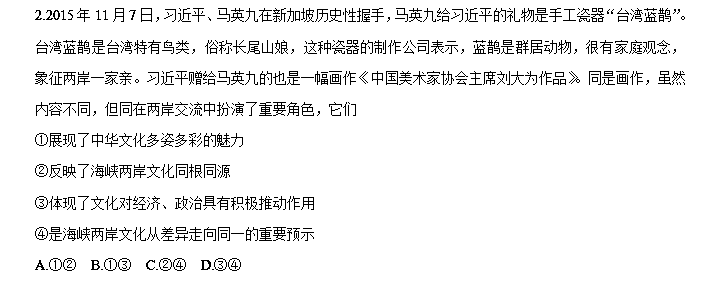 2.2015年11月7日，习近平、马英九在新加坡历史性握手，马英九给习近平的礼物是手工瓷器“台湾蓝鹊”。
台湾蓝鹊是台湾特有鸟类，俗称长尾山娘，这种瓷器的制作公司表示，蓝鹊是群居动物，很有家庭观念，
象征两岸一家亲。习近平赠给马英九的也是一幅画作《中国美术家协会主席刘大为作品》。同是画作，虽然
内容不同，但同在两岸交流中扮演了重要角色，它们
①展现了中华文化多姿多彩的魅力
②反映了海峡两岸文化同根同源
③体现了文化对经济、政治具有积极推动作用
④是海峡两岸文化从差异走向同一的重要预示
A.①② B.①③ C.②④ D.③④